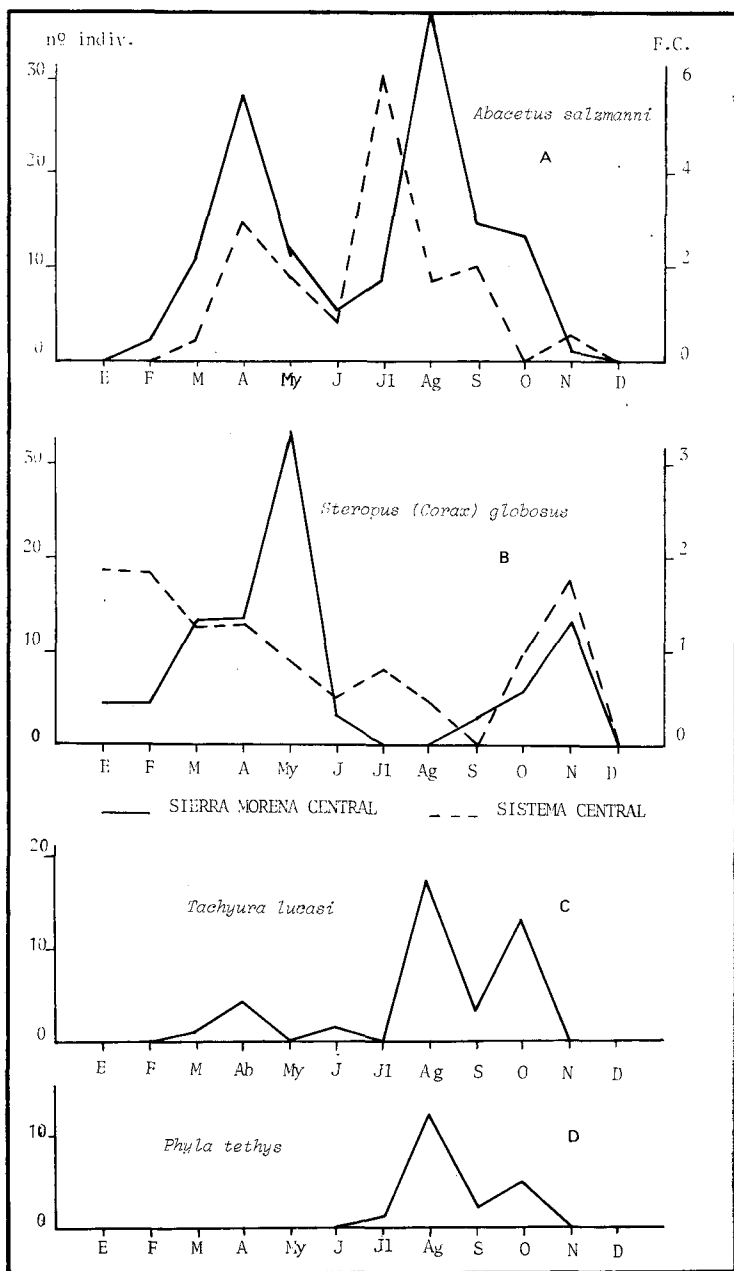 nº indiv. F.C.
30 6
Abacetus salzmanni
A
20 4
10 2
0 0
E F M A My J Jl Ag S O N D
30 3
Steropus (Corax) globosus
B
20 2
10 1
0 0
E F M A My J Jl Ag S O N D
SIERRA MORENA CENTRAL SISTEMA CENTRAL
20
Tachyura lucasi C
10
0
E F M Ab My J Jl Ag S O N D
10
Phyla tethys D
0
E F M A My J Jl Ag S O N D